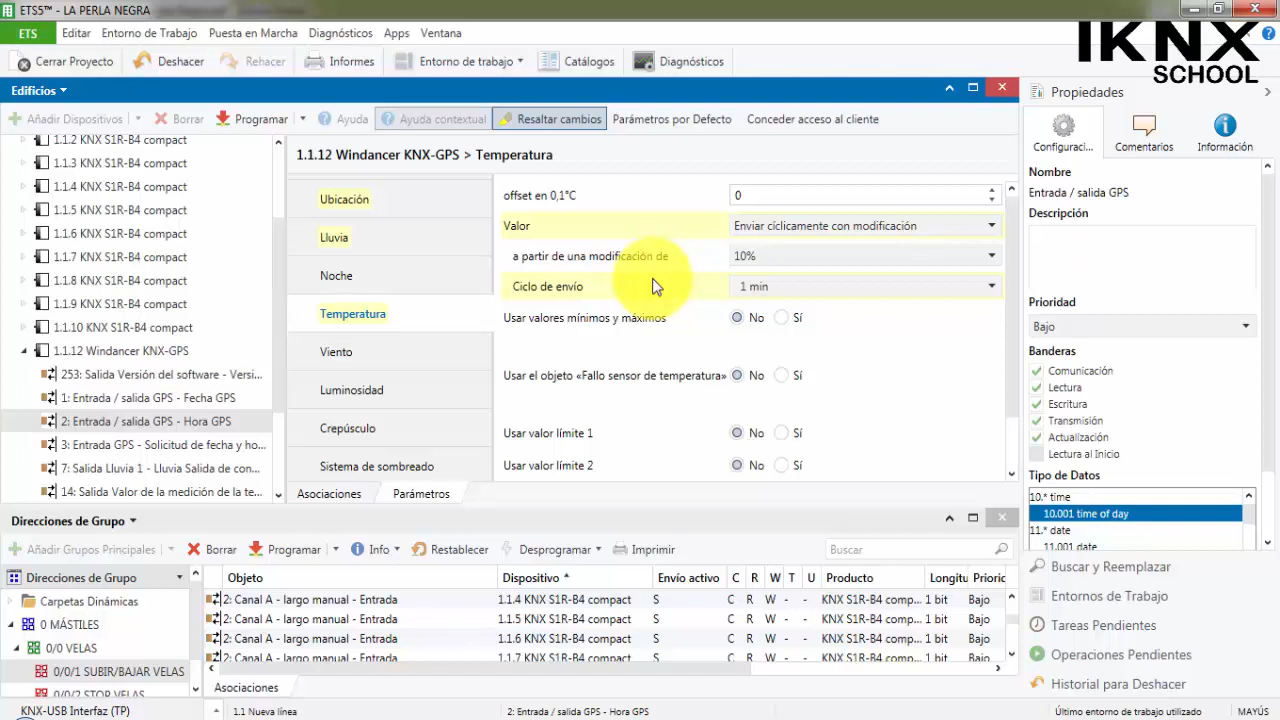 ETS5™ - LA PERLA NEGRA
ETS Editar Entorno de Trabajo Puesta en Marcha Diagnósticos Apps Ventana
IKNX
SCHOOL
Cerrar Proyecto Deshacer Rehacer Informes Entorno de trabajo Catálogos Diagnósticos
Edificios
Añadir Dispositivos Borrar Programar Ayuda Ayuda contextual Resaltar cambios Parámetros por Defecto Conceder acceso al cliente
1.1.2 KNX S1R-B4 compact
1.1.3 KNX S1R-B4 compact
1.1.4 KNX S1R-B4 compact
1.1.5 KNX S1R-B4 compact
1.1.6 KNX S1R-B4 compact
1.1.7 KNX S1R-B4 compact
1.1.8 KNX S1R-B4 compact
1.1.9 KNX S1R-B4 compact
1.1.10 KNX S1R-B4 compact
1.1.12 Windancer KNX-GPS
253: Salida Versión del software - Versi...
1: Entrada / salida GPS - Fecha GPS
2: Entrada / salida GPS - Hora GPS
3: Entrada GPS - Solicitud de fecha y ho...
7: Salida Lluvia 1 - Lluvia Salida de con...
14: Salida Valor de la medición de la te...
1.1.12 Windancer KNX-GPS > Temperatura
Ubicación
Lluvia
Noche
Temperatura
Viento
Luminosidad
Crepúsculo
Sistema de sombreado
offset en 0,1°C 0
Valor Enviar cíclicamente con modificación
a partir de una modificación de 10%
Ciclo de envío 1 min
Usar valores mínimos y máximos No Sí
Usar el objeto «Fallo sensor de temperatura» No Sí
Usar valor límite 1 No Sí
Usar valor límite 2 No Sí
Asociaciones Parámetros
Propiedades
Configuraci... Comentarios Información
Nombre
Entrada / salida GPS
Descripción
Prioridad
Bajo
Banderas
Comunicación
Lectura
Escritura
Transmisión
Actualización
Lectura al Inicio
Tipo de Datos
10.* time
10.001 time of day
11.* date
11.001 date
Buscar y Reemplazar
Entornos de Trabajo
Tareas Pendientes
Operaciones Pendientes
Historial para Deshacer
Direcciones de Grupo
Añadir Grupos Principales Borrar Programar Info Restablecer Desprogramar Imprimir Buscar
Direcciones de Grupo
Carpetas Dinámicas
0 MÁSTILES
0/0 VELAS
0/0/1 SUBIR/BAJAR VELAS
0/0/2 STOP VELAS
Objeto Dispositivo Envío activo C R W T U Producto Longitu Priorid
2: Canal A - largo manual - Entrada 1.1.4 KNX S1R-B4 compact S C R W - - KNX S1R-B4 comp... 1 bit Bajo
2: Canal A - largo manual - Entrada 1.1.5 KNX S1R-B4 compact S C R W - - KNX S1R-B4 comp... 1 bit Bajo
2: Canal A - largo manual - Entrada 1.1.6 KNX S1R-B4 compact S C R W - - KNX S1R-B4 comp... 1 bit Bajo
2: Canal A - largo manual - Entrada 1.1.7 KNX S1R-B4 compact S C R W - - KNX S1R-B4 comp... 1 bit Bajo
Asociaciones
KNX-USB Interfaz (TP) 1.1 Nueva línea 2: Entrada / salida GPS - Hora GPS Último entorno de trabajo utilizado MAYÚS